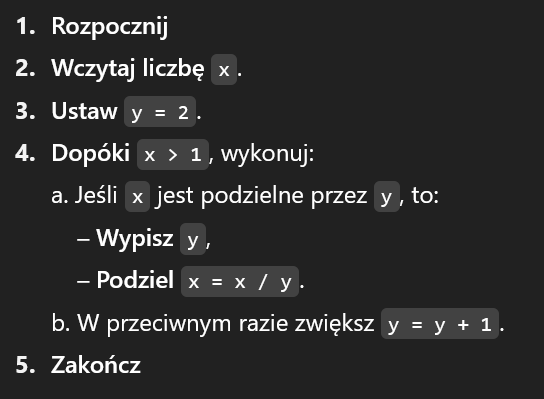 1. Rozpocznij
2. Wczytaj liczbę x.
3. Ustaw y = 2.
4. Dopóki x > 1, wykonuj:
a. Jeśli x jest podzielne przez y, to:
– Wypisz y,
– Podziel x = x / y.
b. W przeciwnym razie zwiększ y = y + 1.
5. Zakończ